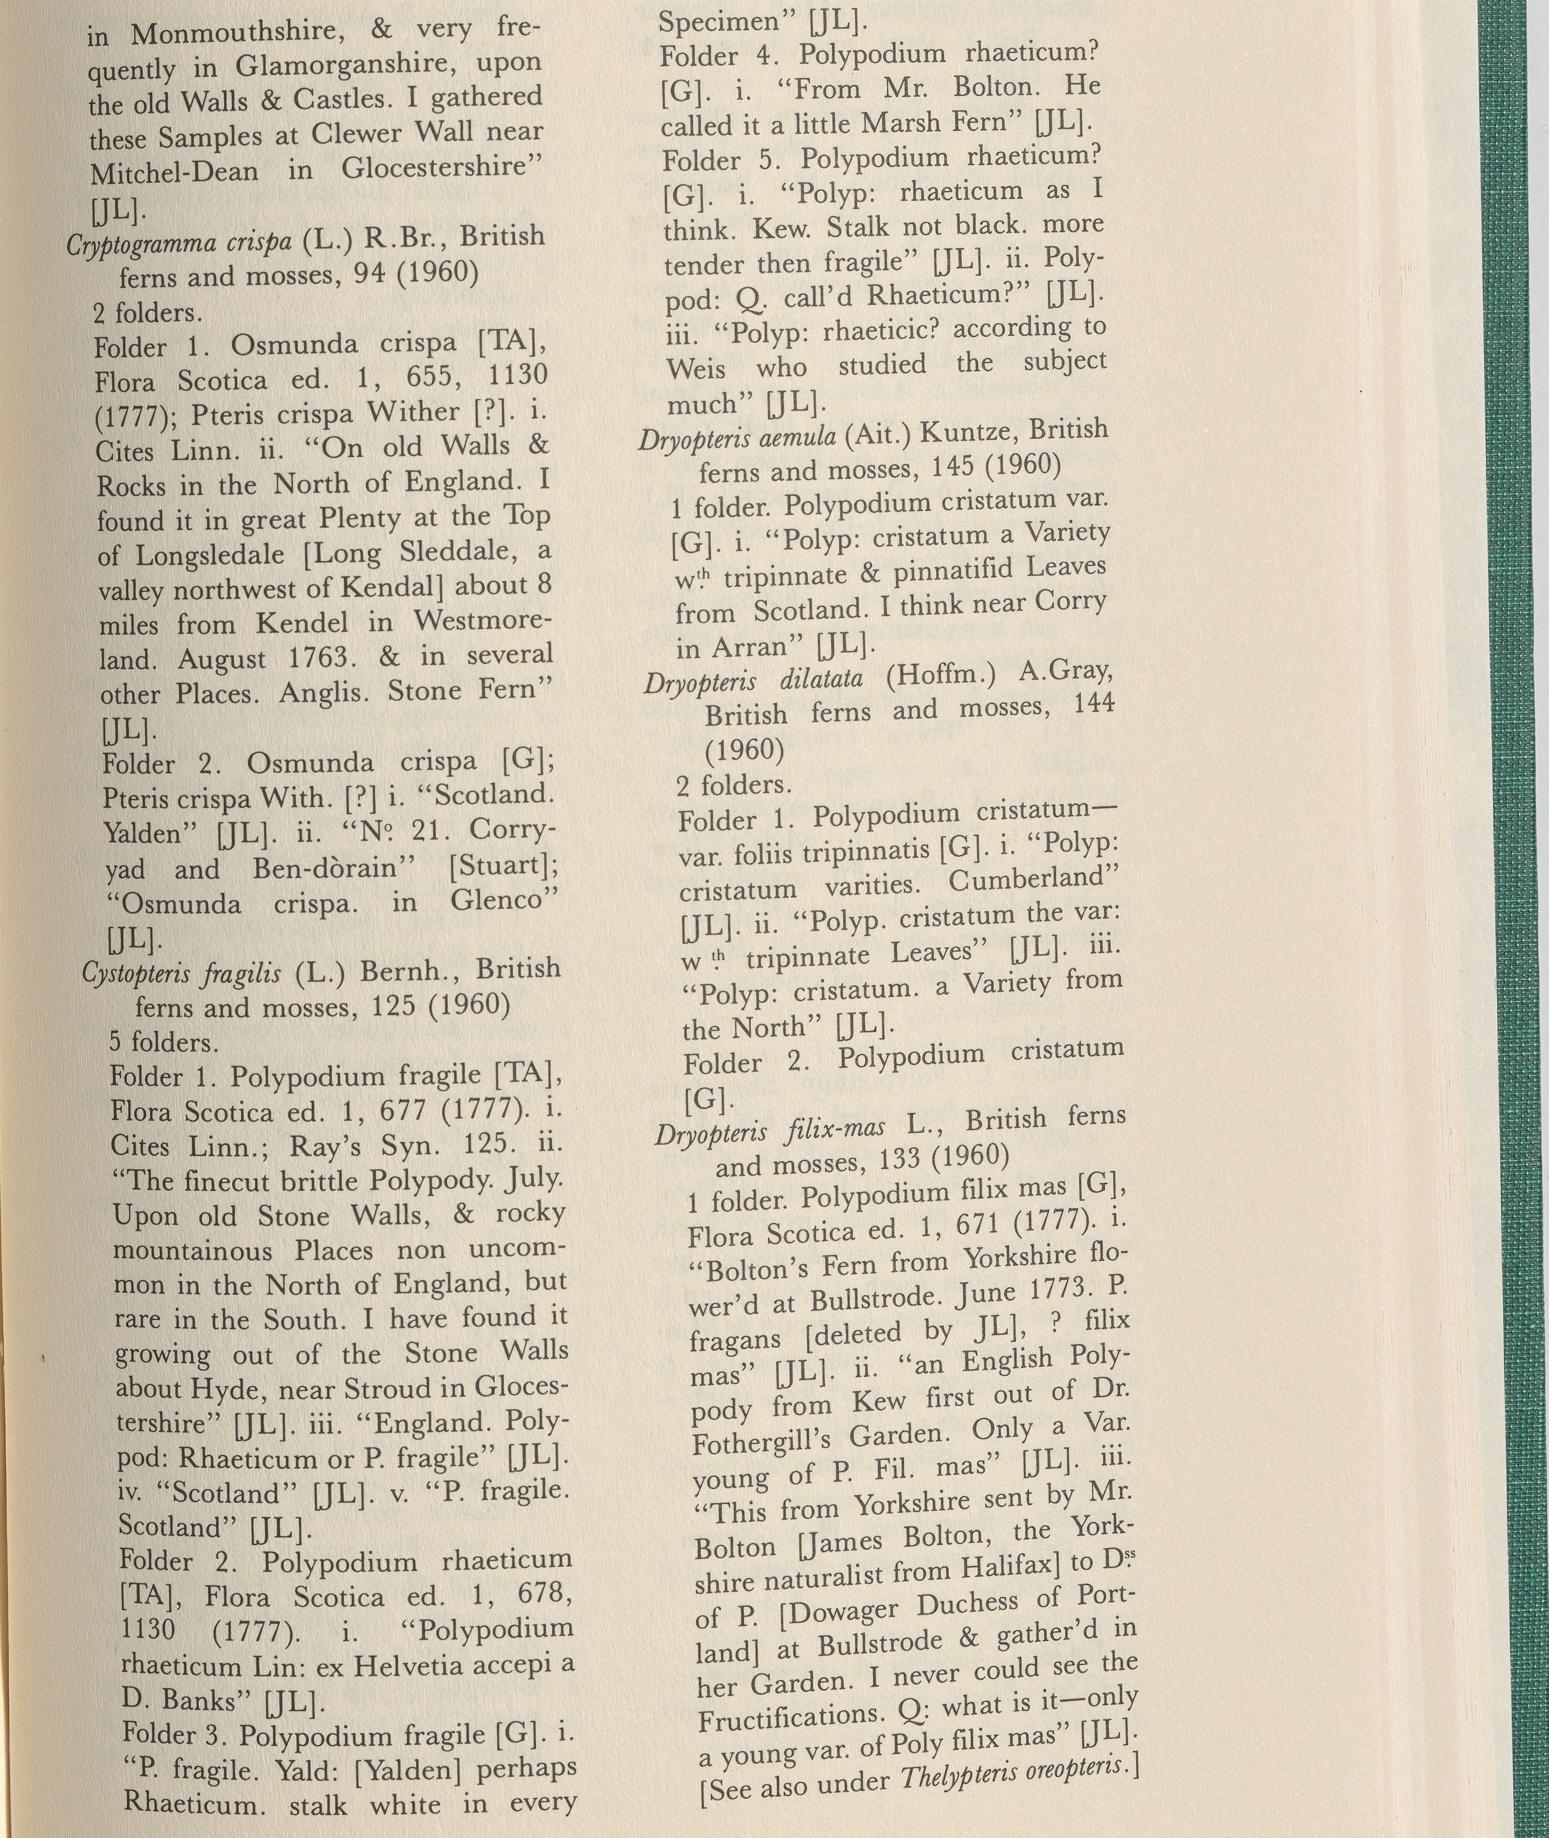 in Monmouthshire, & very fre-
quently in Glamorganshire, upon
the old Walls & Castles. I gathered
these Samples at Clewer Wall near
Mitchel-Dean in Glocestershire”
[JL].
Cryptogramma crispa (L.) R.Br., British
ferns and mosses, 94 (1960)
2 folders.
Folder 1. Osmunda crispa [TA],
Flora Scotica ed. 1, 655, 1130
(1777); Pteris crispa Wither [?]. i.
Cites Linn. ii. “On old Walls &
Rocks in the North of England. I
found it in great Plenty at the Top
of Longsledale [Long Sleddale, a
valley northwest of Kendal] about 8
miles from Kendel in Westmore-
land. August 1763. & in several
other Places. Anglis. Stone Fern”
[JL].
Folder 2. Osmunda crispa [G];
Pteris crispa With. [?] i. “Scotland.
Yalden” [JL]. ii. “Nº. 21. Corry-
yad and Ben-dòrain” [Stuart];
“Osmunda crispa. in Glenco”
[JL].
Cystopteris fragilis (L.) Bernh., British
ferns and mosses, 125 (1960)
5 folders.
Folder 1. Polypodium fragile [TA],
Flora Scotica ed. 1, 677 (1777). i.
Cites Linn.; Ray’s Syn. 125. ii.
“The finecut brittle Polypody. July.
Upon old Stone Walls, & rocky
mountainous Places non uncom-
mon in the North of England, but
rare in the South. I have found it
growing out of the Stone Walls
about Hyde, near Stroud in Gloces-
tershire” [JL]. iii. “England. Poly-
pod: Rhaeticum or P. fragile” [JL].
iv. “Scotland” [JL]. v. “P. fragile.
Scotland” [JL].
Folder 2. Polypodium rhaeticum
[TA], Flora Scotica ed. 1, 678,
1130 (1777). i. “Polypodium
rhaeticum Lin: ex Helvetia accepi a
D. Banks” [JL].
Folder 3. Polypodium fragile [G]. i.
“P. fragile. Yald: [Yalden] perhaps
Rhaeticum. stalk white in every
Specimen” [JL].
Folder 4. Polypodium rhaeticum?
[G]. i. “From Mr. Bolton. He
called it a little Marsh Fern” [JL].
Folder 5. Polypodium rhaeticum?
[G]. i. “Polyp: rhaeticum as I
think. Kew. Stalk not black. more
tender then fragile” [JL]. ii. Poly-
pod: Q. call’d Rhaeticum?” [JL].
iii. “Polyp: rhaeticic? according to
Weis who studied the subject
much” [JL].
Dryopteris aemula (Ait.) Kuntze, British
ferns and mosses, 145 (1960)
1 folder. Polypodium cristatum var.
[G]. i. “Polyp: cristatum a Variety
w.th tripinnate & pinnatifid Leaves
from Scotland. I think near Corry
in Arran” [JL].
Dryopteris dilatata (Hoffm.) A.Gray,
British ferns and mosses, 144
(1960)
2 folders.
Folder 1. Polypodium cristatum—
var. foliis tripinnatis [G]. i. “Polyp:
cristatum varities. Cumberland”
[JL]. ii. “Polyp. cristatum the var:
w.th tripinnate Leaves” [JL]. iii.
“Polyp: cristatum. a Variety from
the North” [JL].
Folder 2. Polypodium cristatum
[G].
Dryopteris filix-mas L., British ferns
and mosses, 133 (1960)
1 folder. Polypodium filix mas [G],
Flora Scotica ed. 1, 671 (1777). i.
“Bolton’s Fern from Yorkshire flo-
wer’d at Bullstrode. June 1773. P.
fragans [deleted by JL], ? filix
mas” [JL]. ii. “an English Poly-
pody from Kew first out of Dr.
Fothergill’s Garden. Only a Var.
young of P. Fil. mas” [JL]. iii.
“This from Yorkshire sent by Mr.
Bolton [James Bolton, the York-
shire naturalist from Halifax] to D.ss
of P. [Dowager Duchess of Port-
land] at Bullstrode & gather’d in
her Garden. I never could see the
Fructifications. Q: what is it—only
a young var. of Poly filix mas” [JL].
[See also under Thelypteris oreopteris.]